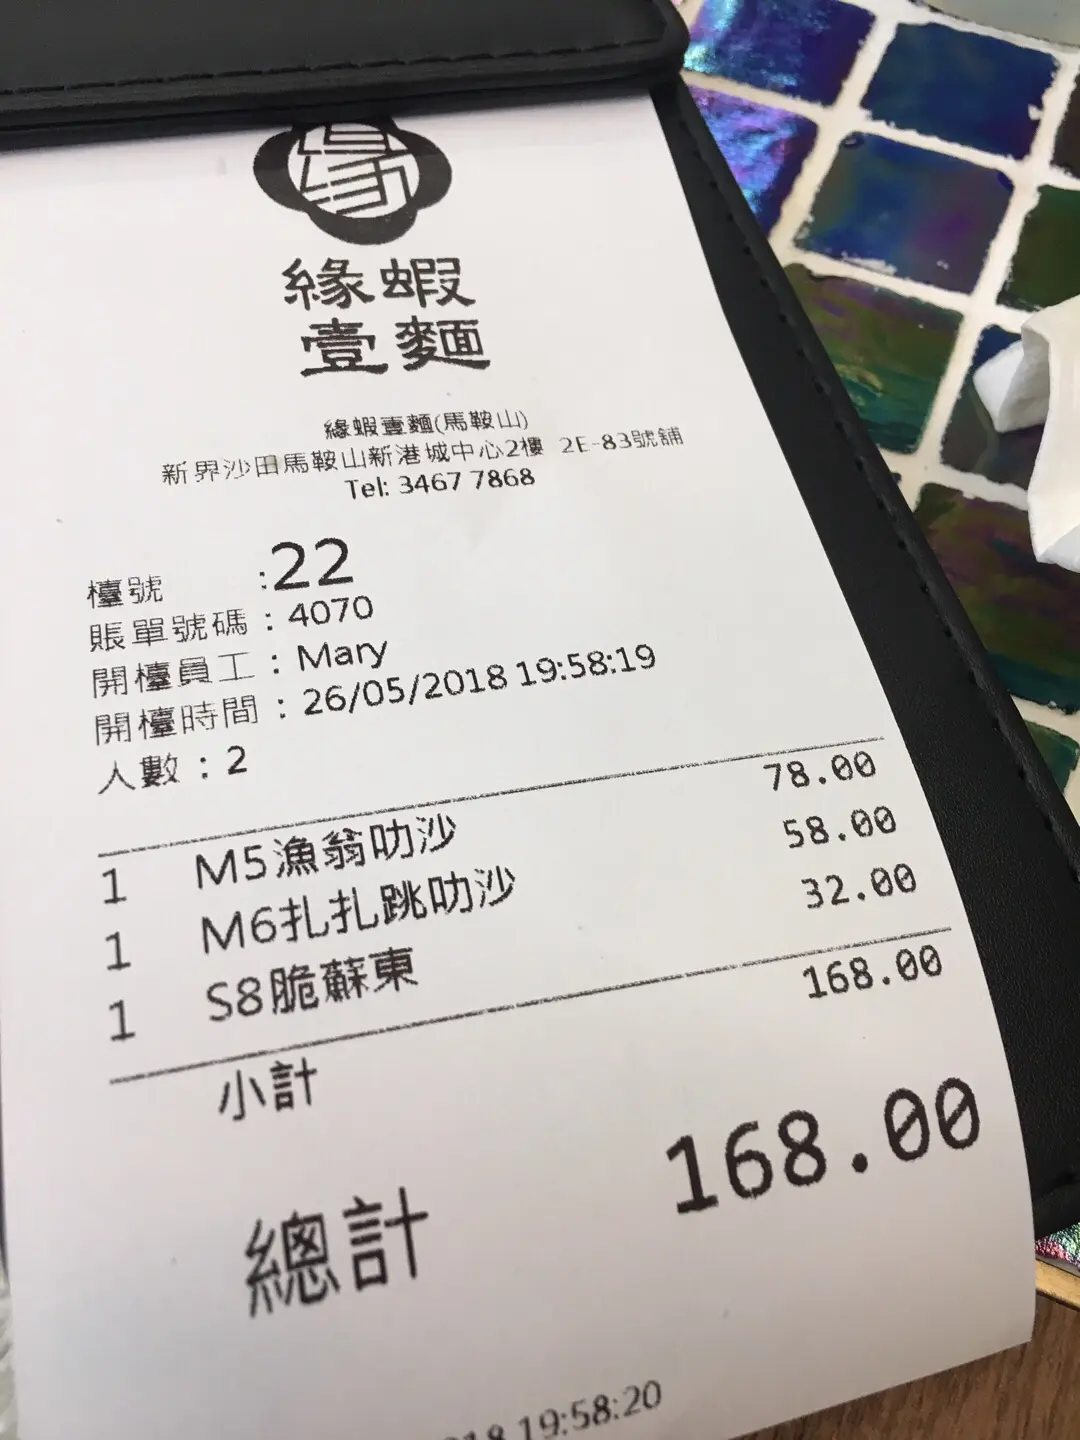 緣
緣蝦
壹麵
緣蝦壹麵(馬鞍山)
新界沙田馬鞍山新港城中心2樓 2E-83號舖
Tel: 3467 7868
檯號 :22
賬單號碼：4070
開檯員工：Mary
開檯時間：26/05/2018 19:58:19
人數：2
1 M5漁翁叻沙 78.00
1 M6扎扎跳叻沙 58.00
1 S8脆蘇東 32.00
小計 168.00
總計 168.00
2018 19:58:20